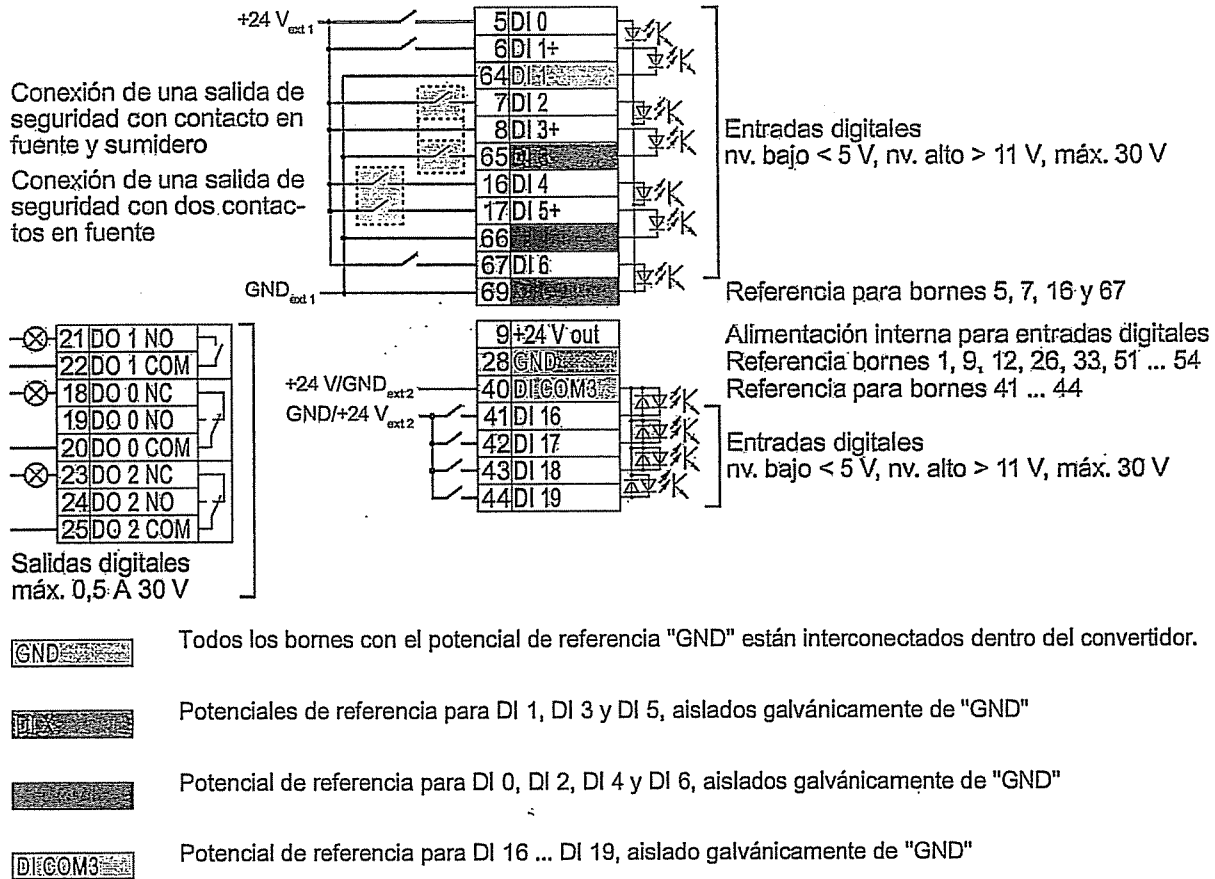 +24 V ext 1
5 DI 0
6 DI 1+
64 DI 1-
7 DI 2
8 DI 3+
65
16 DI 4
17 DI 5+
66
67 DI 6
69
GND ext 1
Conexión de una salida de
seguridad con contacto en
fuente y sumidero
Conexión de una salida de
seguridad con dos contac-
tos en fuente
Entradas digitales
nv. bajo < 5 V, nv. alto > 11 V, máx. 30 V
Referencia para bornes 5, 7, 16 y 67
9 +24 V out
28 GND
40 DI COM3
41 DI 16
42 DI 17
43 DI 18
44 DI 19
+24 V/GND ext 2
GND/+24 V ext 2
Alimentación interna para entradas digitales
Referencia bornes 1, 9, 12, 26, 33, 51 ... 54
Referencia para bornes 41 ... 44
Entradas digitales
nv. bajo < 5 V, nv. alto > 11 V, máx. 30 V
21 DO 1 NO
22 DO 1 COM
18 DO 0 NC
19 DO 0 NO
20 DO 0 COM
23 DO 2 NC
24 DO 2 NO
25 DO 2 COM
Salidas digitales
máx. 0,5 A 30 V
GND
Todos los bornes con el potencial de referencia "GND" están interconectados dentro del convertidor.
Potenciales de referencia para DI 1, DI 3 y DI 5, aislados galvánicamente de "GND"
Potencial de referencia para DI 0, DI 2, DI 4 y DI 6, aislados galvánicamente de "GND"
DI COM3
Potencial de referencia para DI 16 ... DI 19, aislado galvánicamente de "GND"